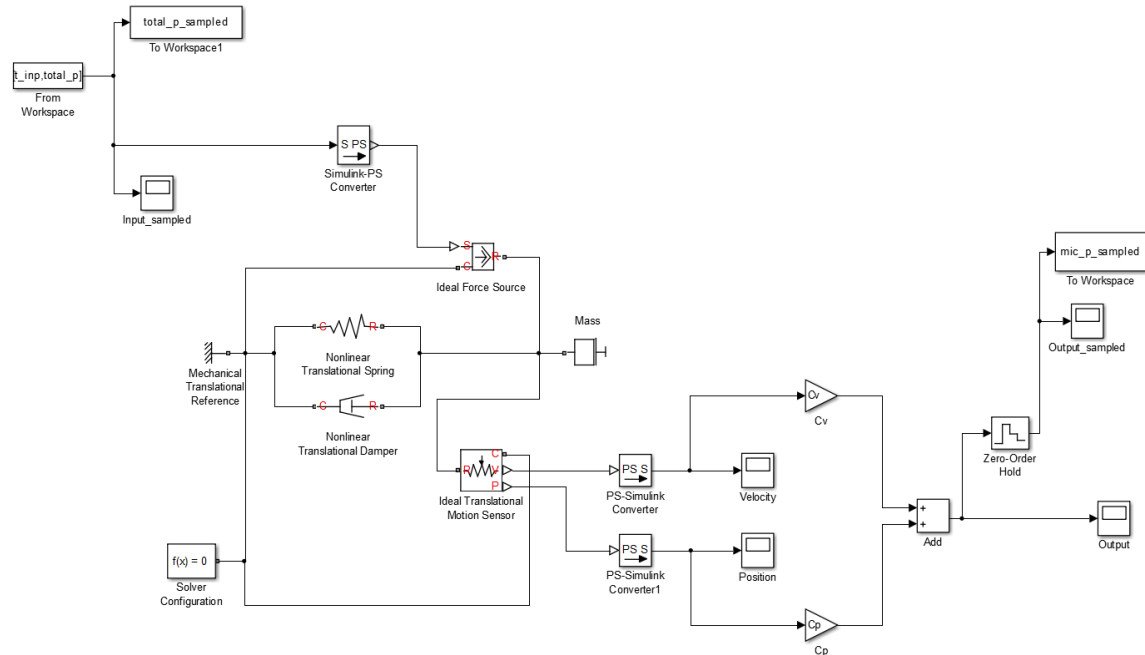 total_p_sampled
To Workspace1
[t_inp,total_p]
From
Workspace
S PS
Simulink-PS
Converter
Input_sampled
S
C
R
Ideal Force Source
mic_p_sampled
To Workspace
Mass
Output_sampled
C
R
Nonlinear
Translational Spring
Mechanical
Translational
Reference
C
R
Nonlinear
Translational Damper
Cv
Cv
Zero-Order
Hold
C
R
V
P
Ideal Translational
Motion Sensor
PS S
PS-Simulink
Converter
Velocity
+
+
Add
Output
f(x) = 0
Solver
Configuration
PS S
PS-Simulink
Converter1
Position
Cp
Cp